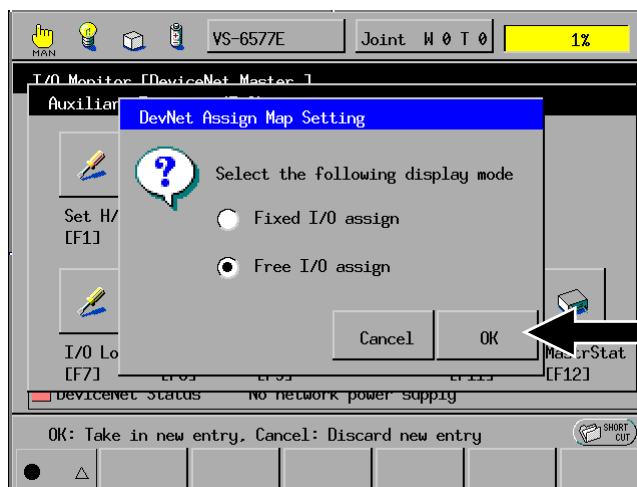 MAN
VS-6577E
Joint W 0 T 0
1%
I/O Monitor [DeviceNet Master ]
Auxiliar
DevNet Assign Map Setting
?
Select the following display mode
Fixed I/O assign
Free I/O assign
Cancel
OK
Set H/
[F1]
I/O Lo
[F7]
MastrStat
[F12]
DeviceNet Status
No network power supply
OK: Take in new entry, Cancel: Discard new entry
SHORT
CUT